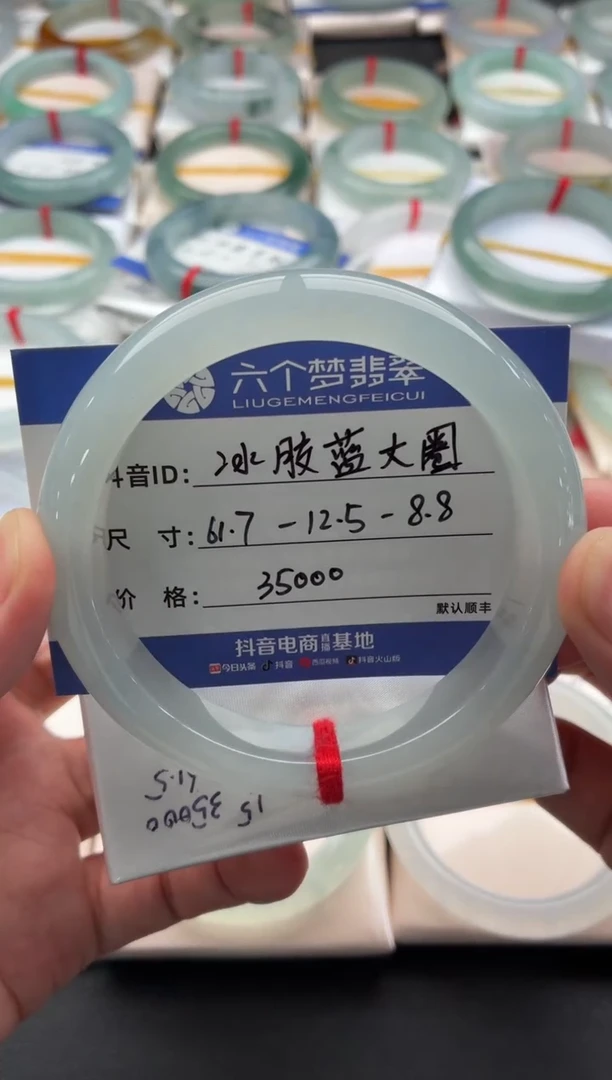 六个梦翡翠
LIUGEMENGFEICUI
抖音ID: 冰胶蓝大圈
尺 寸: 61.7 -12.5-8.8
价 格: 35000
默认顺丰
抖音电商直播基地
今日头条 抖音 西瓜视频 抖音火山版
15 35000